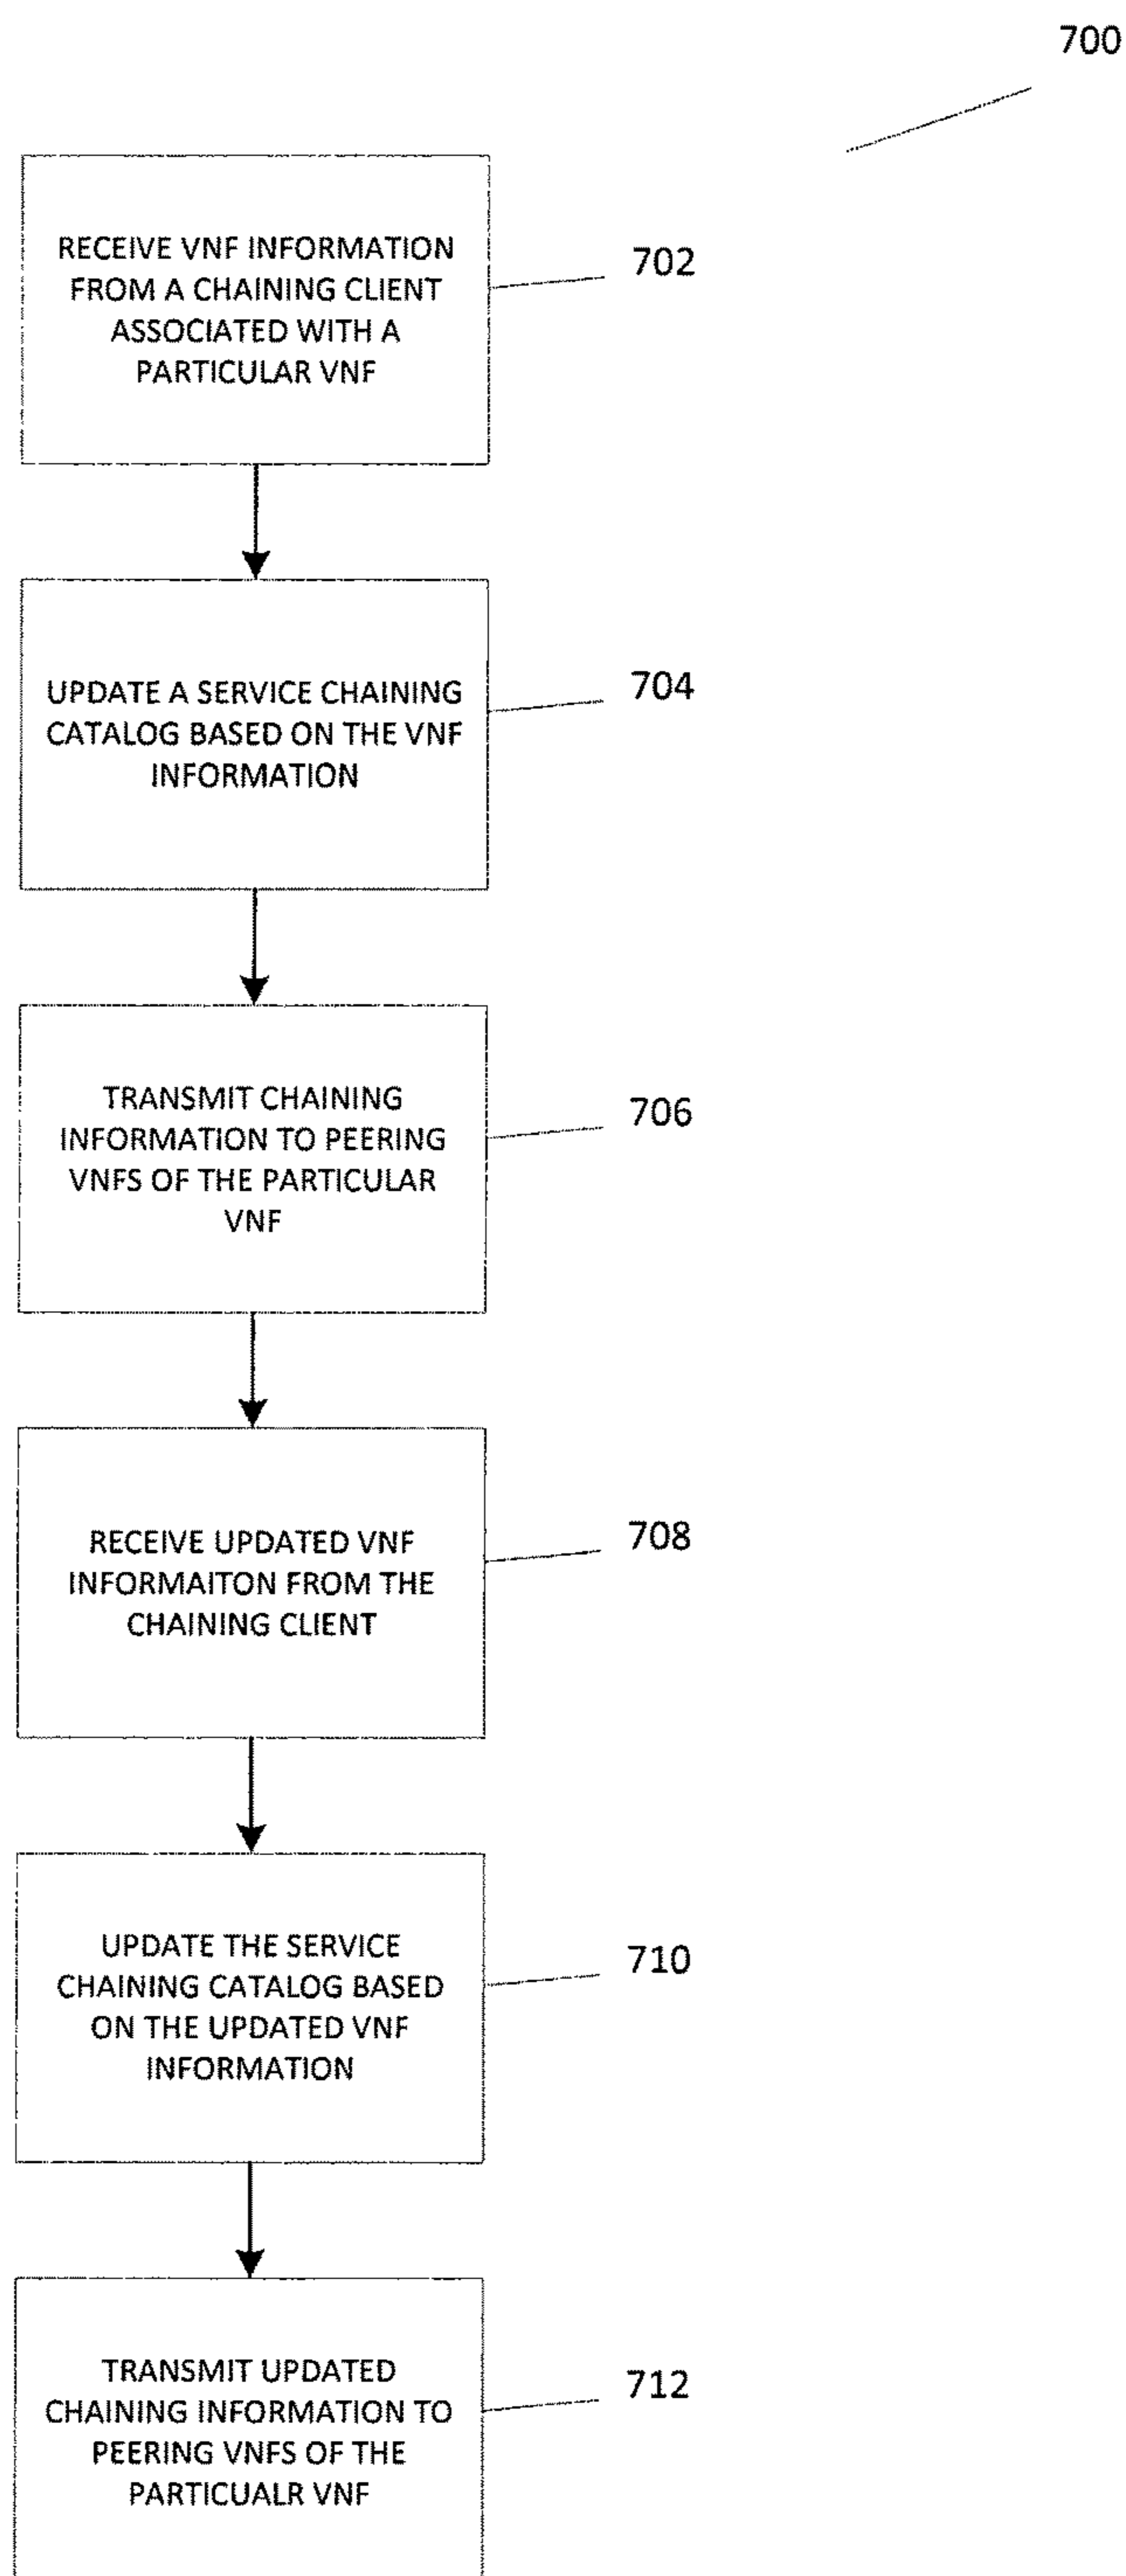 700
RECEIVE VNF INFORMATION
FROM A CHAINING CLIENT
ASSOCIATED WITH A
PARTICULAR VNF
702
UPDATE A SERVICE CHAINING
CATALOG BASED ON THE VNF
INFORMATION
704
TRANSMIT CHAINING
INFORMATION TO PEERING
VNFS OF THE PARTICULAR
VNF
706
RECEIVE UPDATED VNF
INFORMAITON FROM THE
CHAINING CLIENT
708
UPDATE THE SERVICE
CHAINING CATALOG BASED
ON THE UPDATED VNF
INFORMATION
710
TRANSMIT UPDATED
CHAINING INFORMATION TO
PEERING VNFS OF THE
PARTICUALR VNF
712